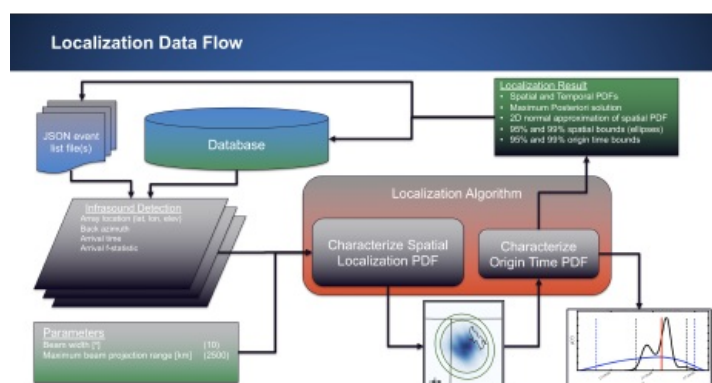 Localization Data Flow
Localization Result
• Spatial and Temporal PDFs
• Maximum Posteriori solution
• 2D normal approximation of spatial PDF
• 95% and 99% spatial bounds (ellipses)
• 95% and 99% origin time bounds
JSON event
list file(s)
Database
Localization Algorithm
Infrasound Detection
Array location (lat, lon, elev)
Back azimuth
Arrival time
Arrival f-statistic
Characterize Spatial
Localization PDF
Characterize
Origin Time PDF
Parameters
Beam width [°] (10)
Maximum beam projection range [km] (2500)